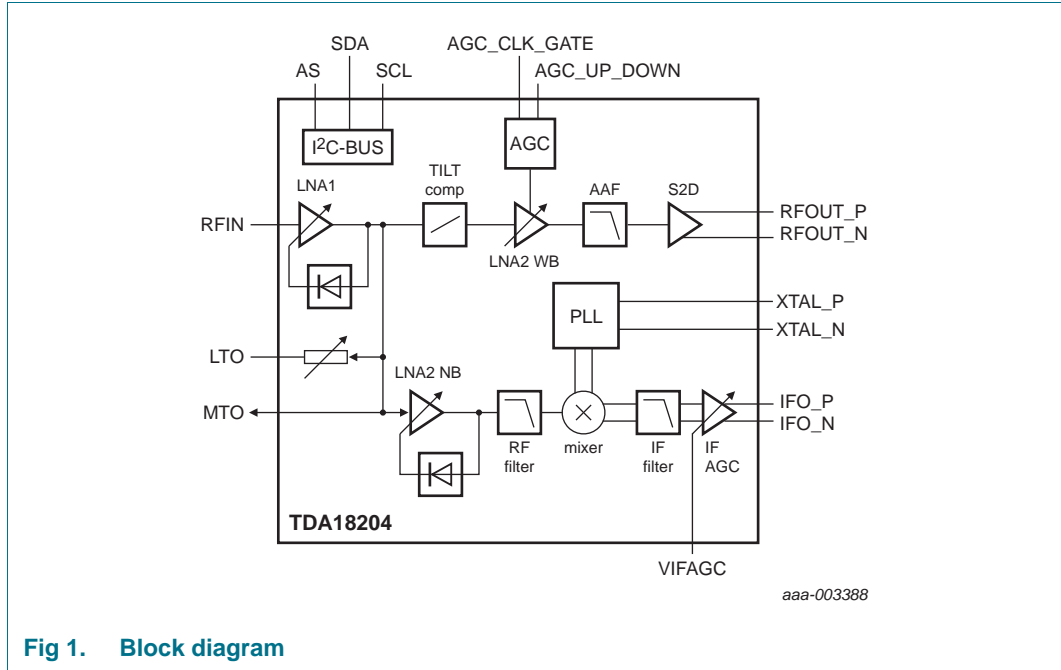 SDA
AGC_CLK_GATE
AS
SCL
AGC_UP_DOWN
I²C-BUS
AGC
LNA1
TILT
comp
AAF
S2D
RFIN
RFOUT_P
RFOUT_N
LNA2 WB
PLL
XTAL_P
XTAL_N
LTO
LNA2 NB
MTO
IFO_P
IFO_N
RF
filter
mixer
IF
filter
IF
AGC
TDA18204
VIFAGC
aaa-003388
Fig 1. Block diagram